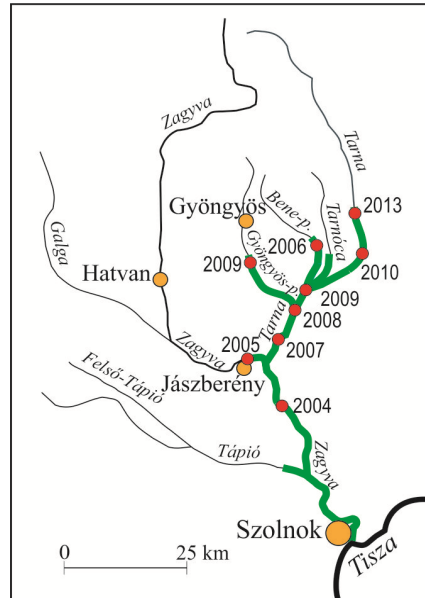 Zagyva
Tarna
Galga
Gyöngyös
Bene-p.
Tarnóca
2013
Hatvan
Gyöngyös-p.
2006
2010
2009
2009
2008
Tarna
Zagyva
2005
2007
Jászberény
Felső-Tápió
2004
Tápió
Zagyva
Szolnok
Tisza
0 25 km